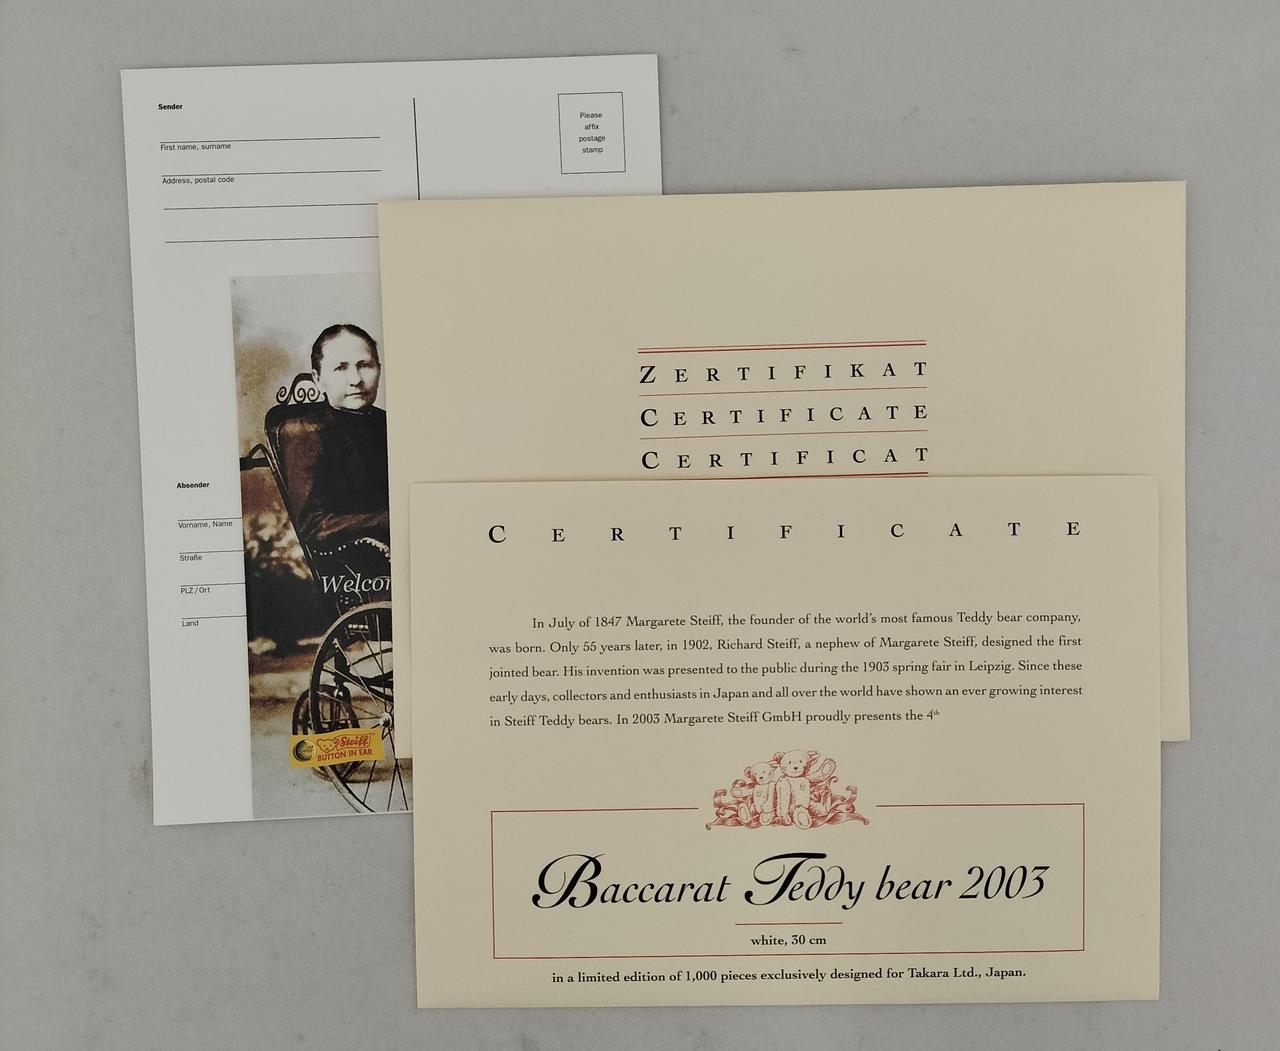 Sender
First name, surname
Address, postal code
Please
affix
postage
stamp
Absender
Vorname, Name
Straße
PLZ/Ort
Land
Steiff
BUTTON IN EAR
ZERTIFIKAT
CERTIFICATE
CERTIFICAT
CERTIFICATE
In July of 1847 Margarete Steiff, the founder of the world's most famous Teddy bear company,
was born. Only 55 years later, in 1902, Richard Steiff, a nephew of Margarete Steiff, designed the first
jointed bear. His invention was presented to the public during the 1903 spring fair in Leipzig. Since these
early days, collectors and enthusiasts in Japan and all over the world have shown an ever growing interest
in Steiff Teddy bears. In 2003 Margarete Steiff GmbH proudly presents the 4th
Baccarat Teddy bear 2003
white, 30 cm
in a limited edition of 1,000 pieces exclusively designed for Takara Ltd., Japan.